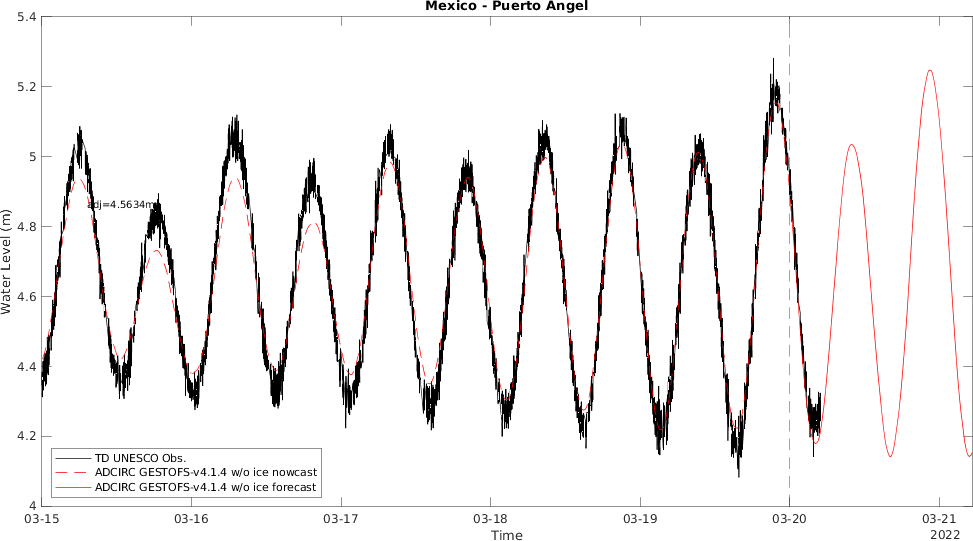 Mexico - Puerto Angel
5.4
5.2
5
4.8
4.6
4.4
4.2
4
Water Level (m)
adj=4.5634m
TD UNESCO Obs.
ADCIRC GESTOFS-v4.1.4 w/o ice nowcast
ADCIRC GESTOFS-v4.1.4 w/o ice forecast
03-15 03-16 03-17 03-18 03-19 03-20 03-21
Time
2022